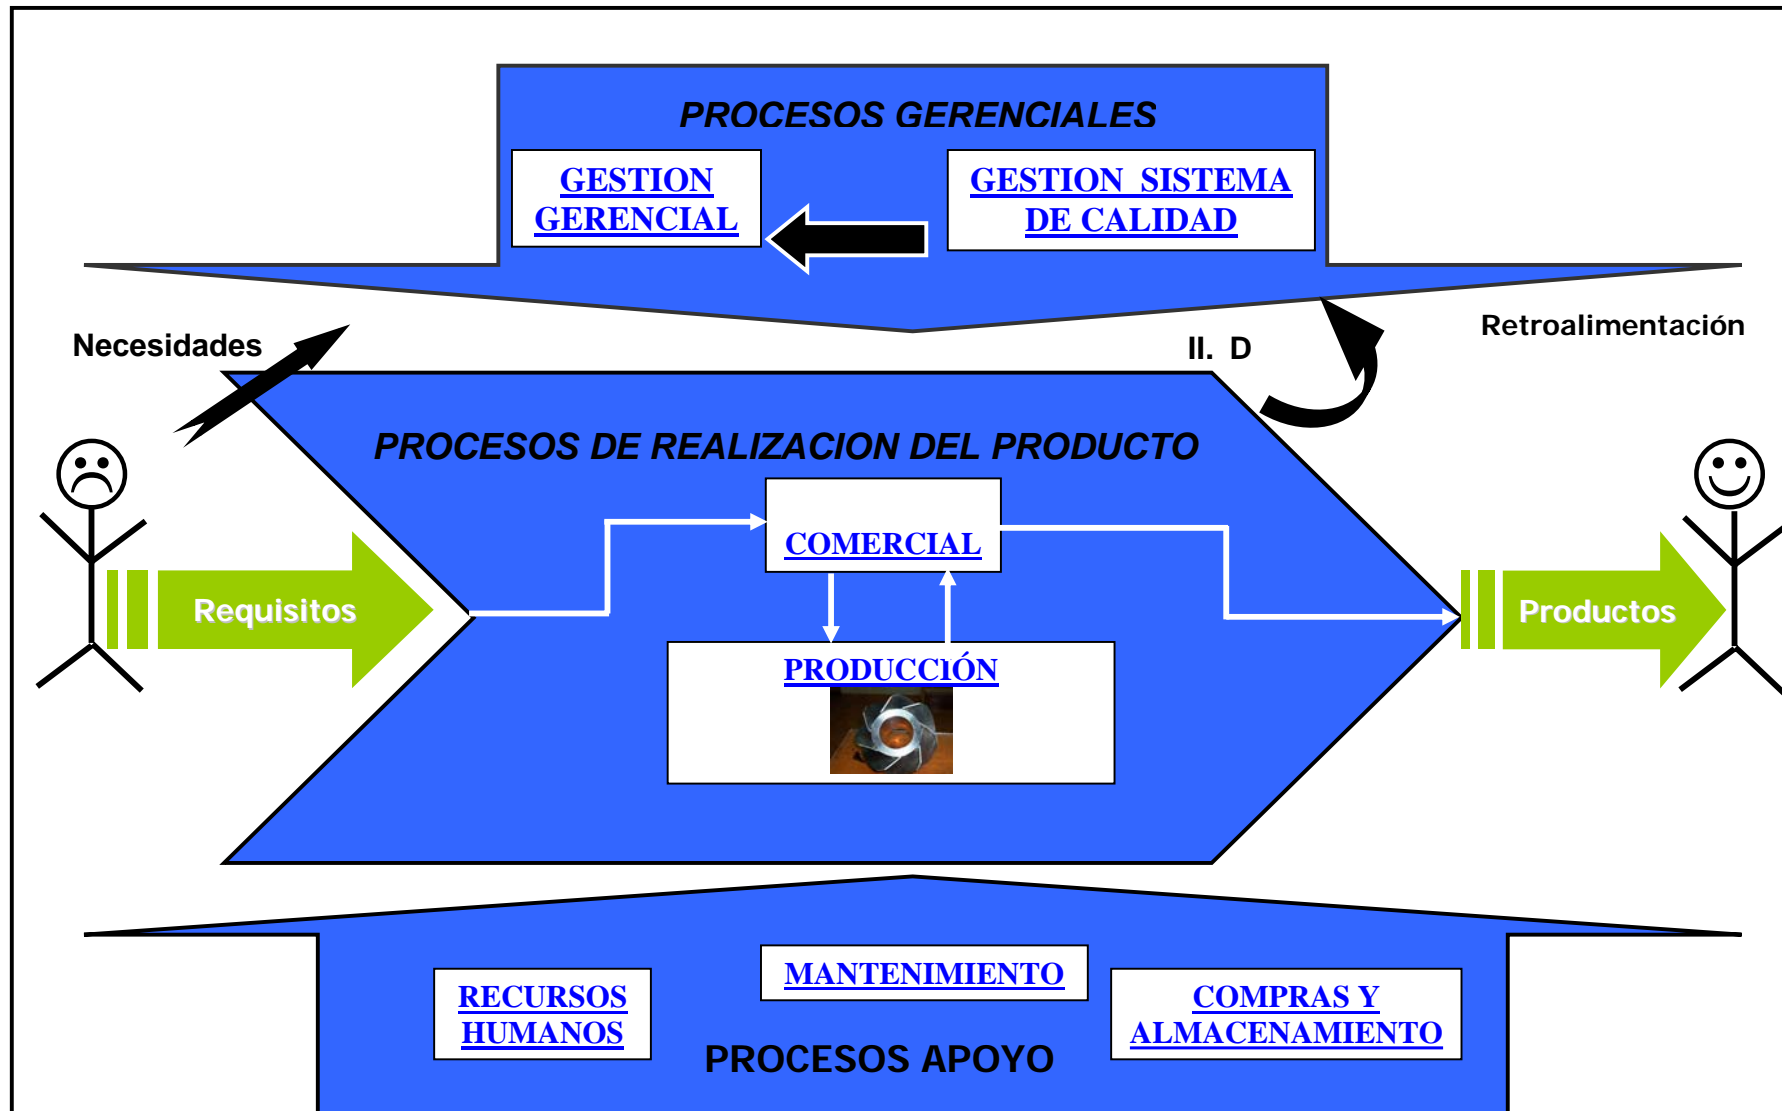 PROCESOS GERENCIALES
GESTION
GERENCIAL
GESTION SISTEMA
DE CALIDAD
Necesidades
II. D
Retroalimentación
PROCESOS DE REALIZACION DEL PRODUCTO
COMERCIAL
Requisitos
Productos
PRODUCCIÓN
MANTENIMIENTO
RECURSOS
HUMANOS
COMPRAS Y
ALMACENAMIENTO
PROCESOS APOYO